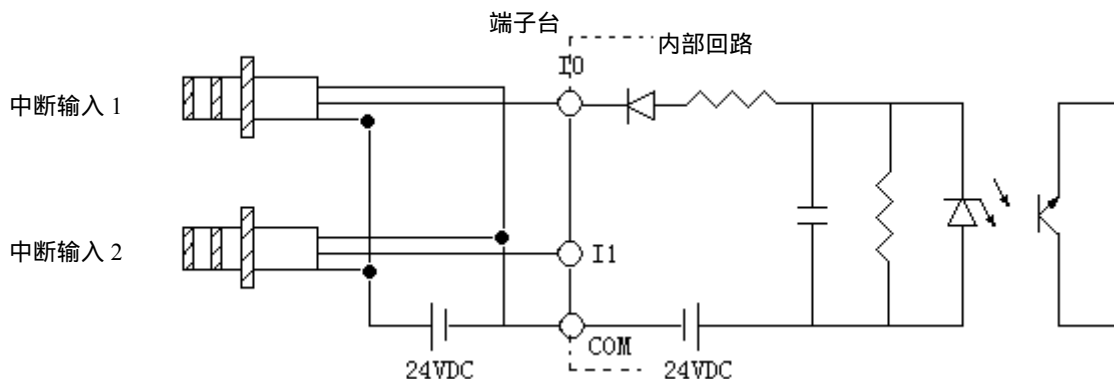 端子台
内部回路
I0
中断输入 1
中断输入 2
I1
COM
24VDC
24VDC